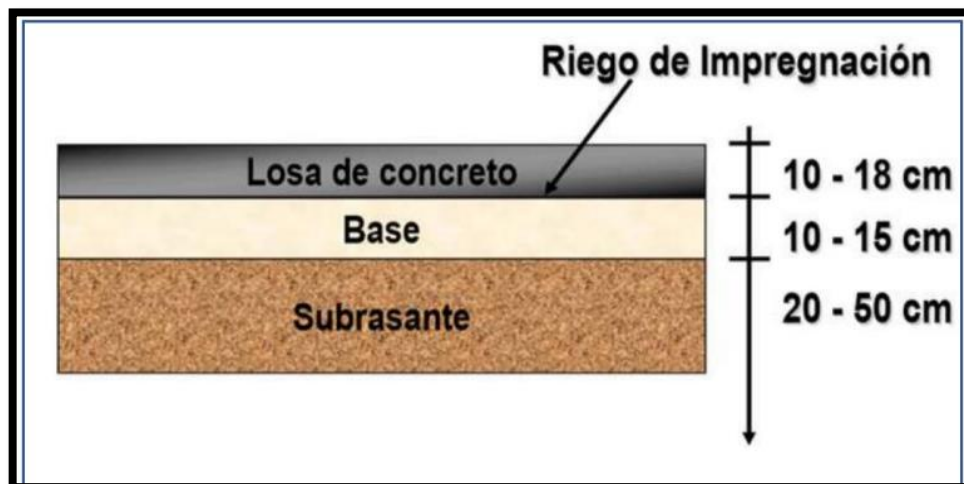 Riego de Impregnación
Losa de concreto
10 - 18 cm
Base
10 - 15 cm
Subrasante
20 - 50 cm